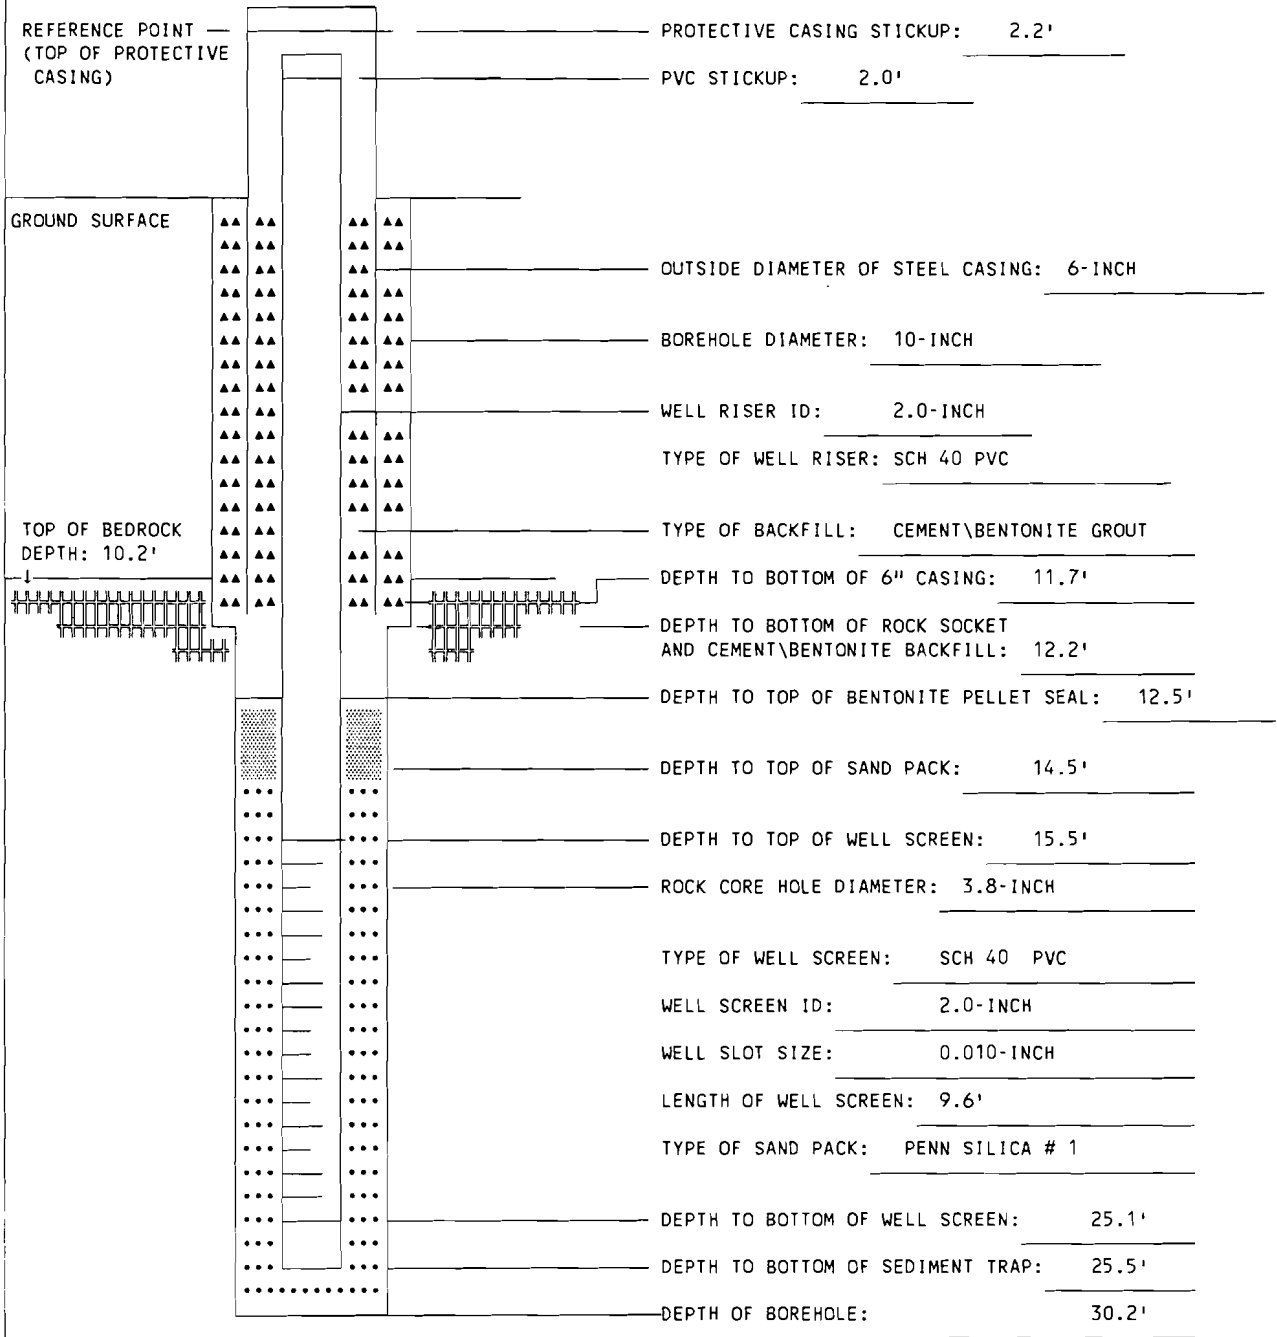 REFERENCE POINT
(TOP OF PROTECTIVE
CASING)
PROTECTIVE CASING STICKUP: 2.2'
PVC STICKUP: 2.0'
GROUND SURFACE
OUTSIDE DIAMETER OF STEEL CASING: 6-INCH
BOREHOLE DIAMETER: 10-INCH
WELL RISER ID: 2.0-INCH
TYPE OF WELL RISER: SCH 40 PVC
TYPE OF BACKFILL: CEMENT\BENTONITE GROUT
TOP OF BEDROCK
DEPTH: 10.2'
↓
DEPTH TO BOTTOM OF 6" CASING: 11.7'
DEPTH TO BOTTOM OF ROCK SOCKET
AND CEMENT\BENTONITE BACKFILL: 12.2'
DEPTH TO TOP OF BENTONITE PELLET SEAL: 12.5'
DEPTH TO TOP OF SAND PACK: 14.5'
DEPTH TO TOP OF WELL SCREEN: 15.5'
ROCK CORE HOLE DIAMETER: 3.8-INCH
TYPE OF WELL SCREEN: SCH 40 PVC
WELL SCREEN ID: 2.0-INCH
WELL SLOT SIZE: 0.010-INCH
LENGTH OF WELL SCREEN: 9.6'
TYPE OF SAND PACK: PENN SILICA # 1
DEPTH TO BOTTOM OF WELL SCREEN: 25.1'
DEPTH TO BOTTOM OF SEDIMENT TRAP: 25.5'
DEPTH OF BOREHOLE: 30.2'